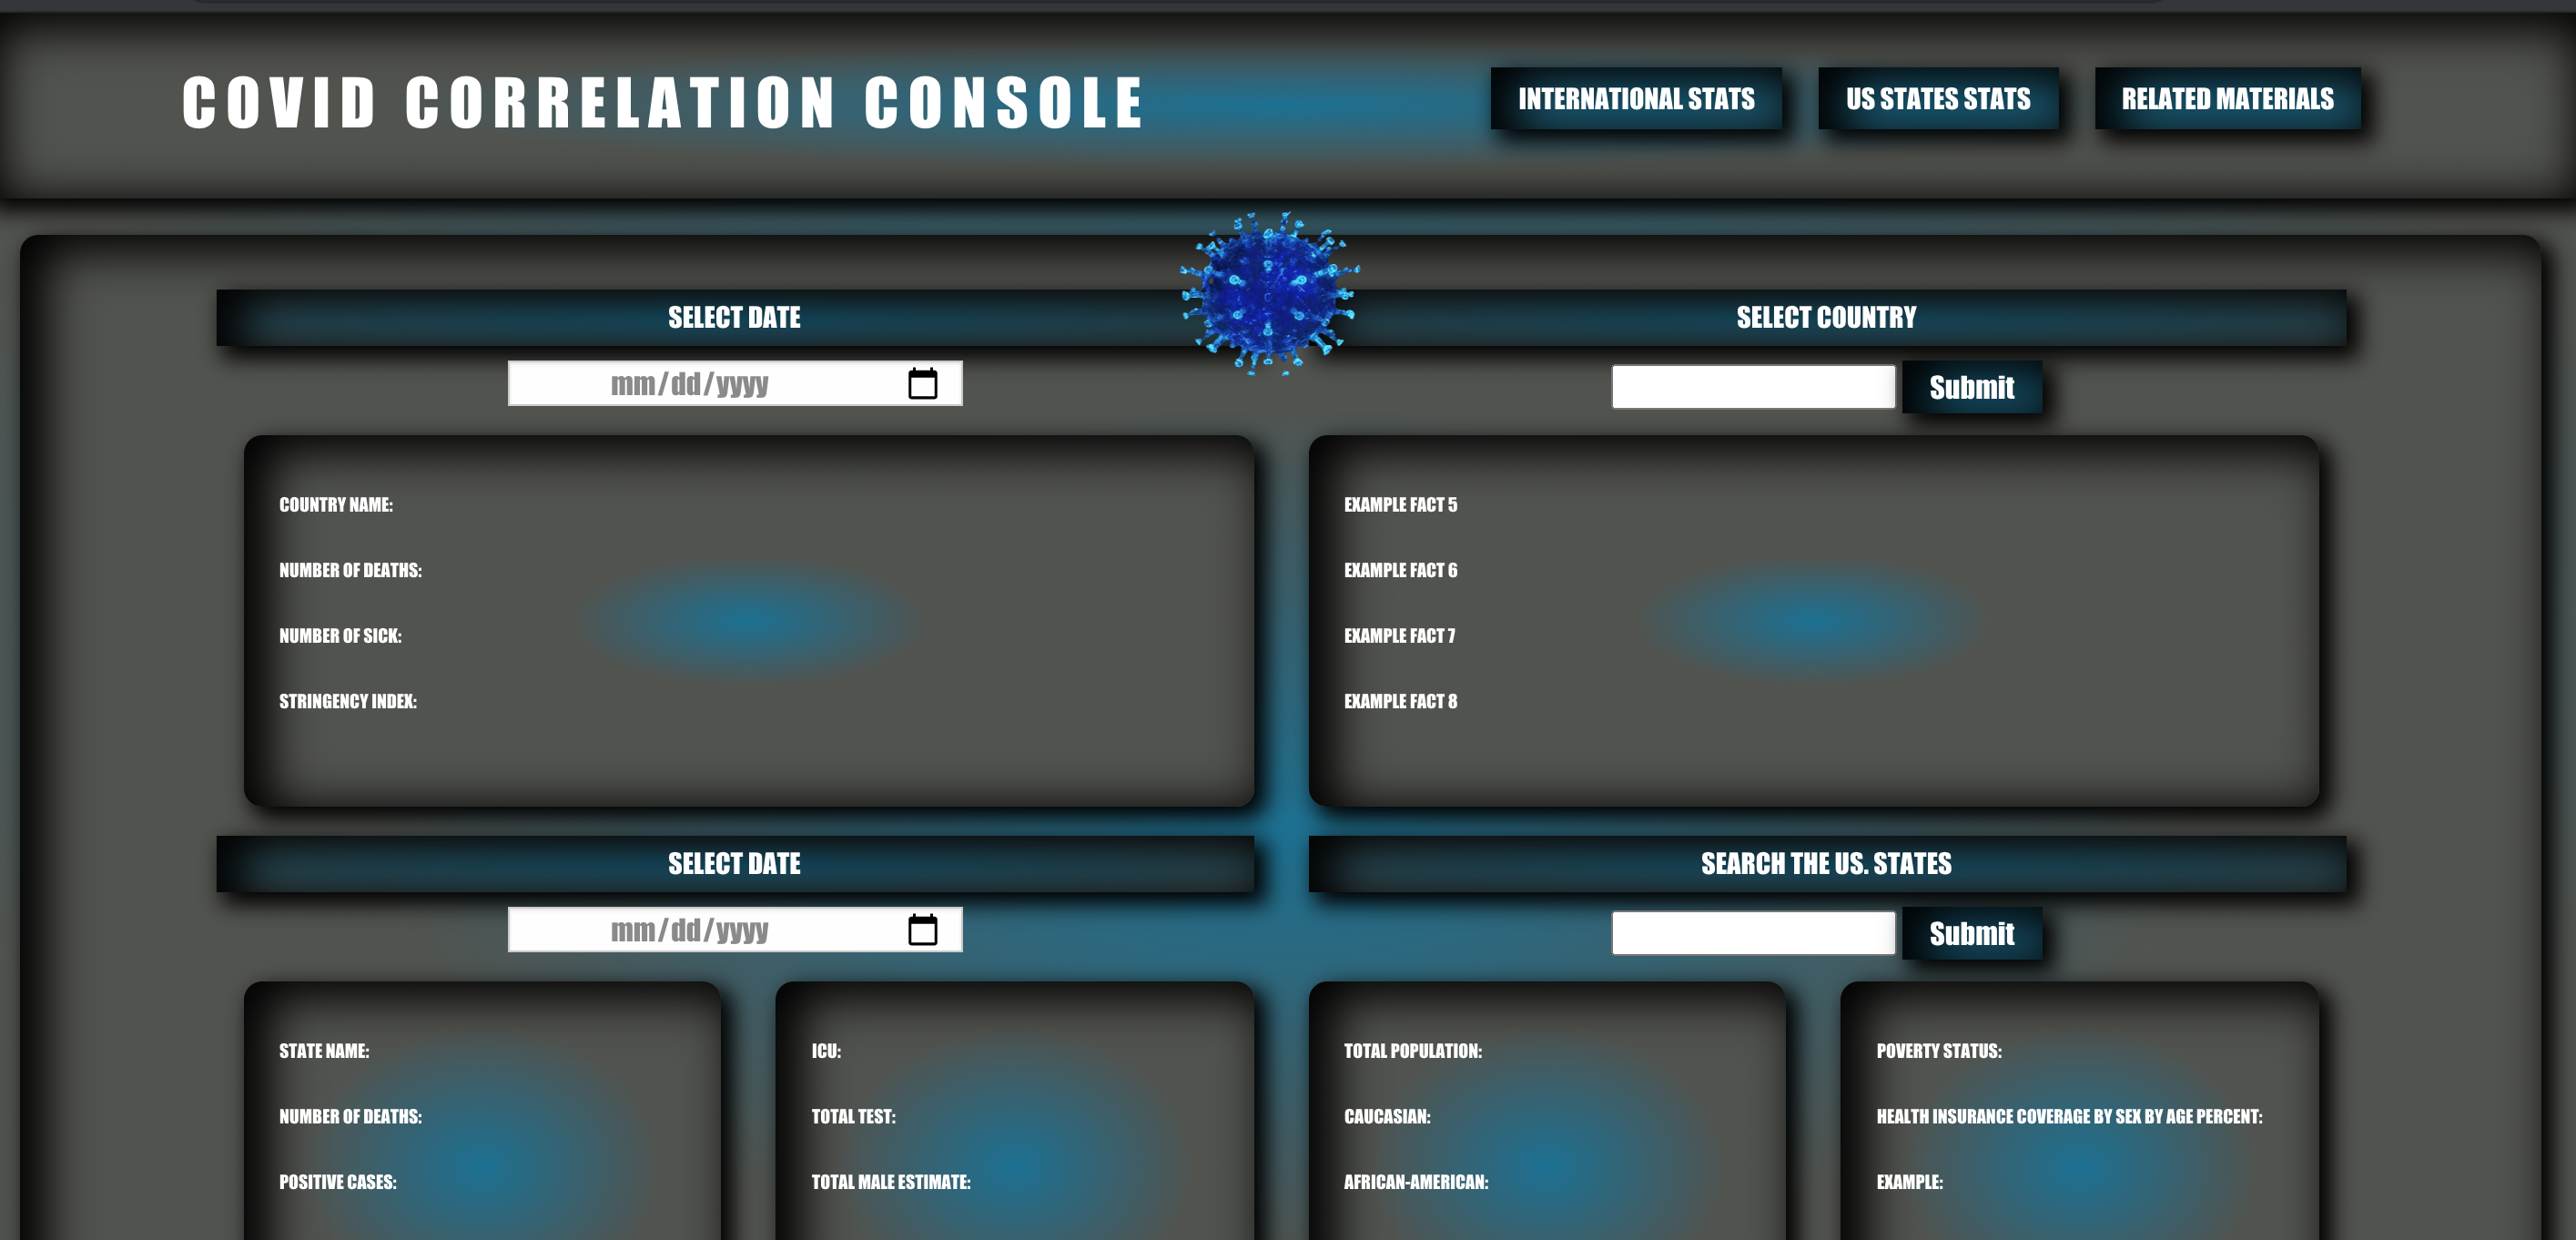 COVID CORRELATION CONSOLE
INTERNATIONAL STATS
US STATES STATS
RELATED MATERIALS
SELECT DATE
SELECT COUNTRY
mm/dd/yyyy
Submit
COUNTRY NAME:
NUMBER OF DEATHS:
NUMBER OF SICK:
STRINGENCY INDEX:
EXAMPLE FACT 5
EXAMPLE FACT 6
EXAMPLE FACT 7
EXAMPLE FACT 8
SELECT DATE
SEARCH THE US. STATES
mm/dd/yyyy
Submit
STATE NAME:
NUMBER OF DEATHS:
POSITIVE CASES:
ICU:
TOTAL TEST:
TOTAL MALE ESTIMATE:
TOTAL POPULATION:
CAUCASIAN:
AFRICAN-AMERICAN:
POVERTY STATUS:
HEALTH INSURANCE COVERAGE BY SEX BY AGE PERCENT:
EXAMPLE: